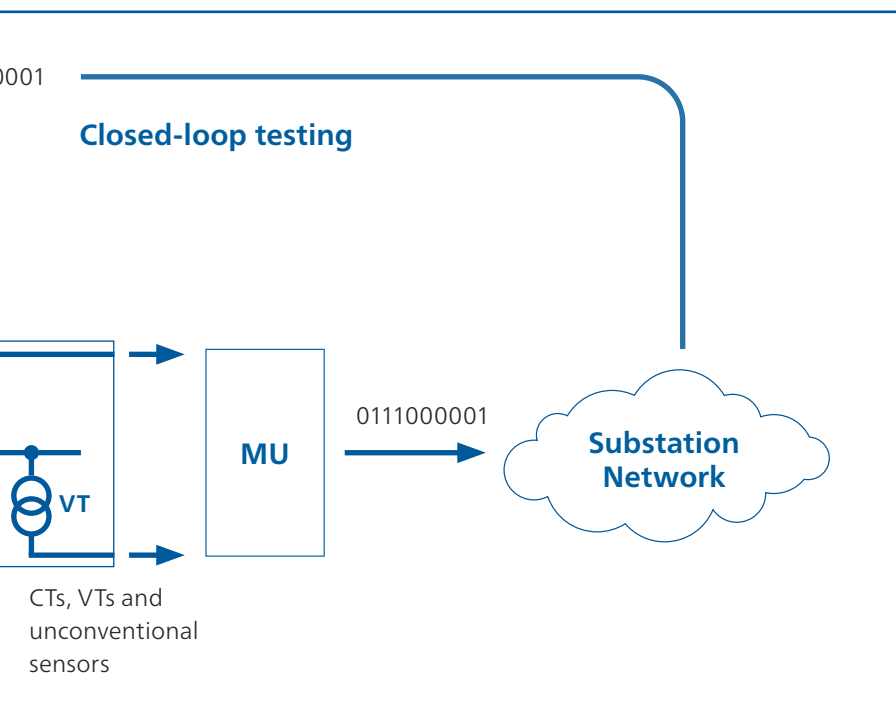 0001
Closed-loop testing
0111000001
MU
Substation
Network
VT
CTs, VTs and
unconventional
sensors